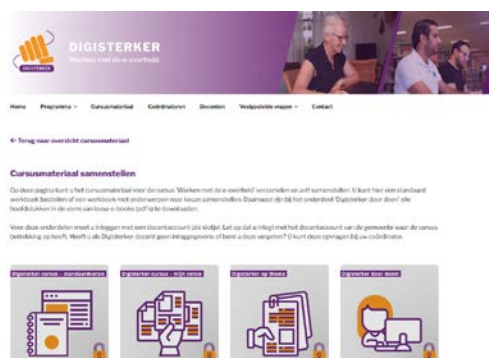 DIGISTERKER
Werken met de e-overheid
DIGISTERKER
Home Programma Cursusmateriaal Coördinatoren Docenten Veelgestelde vragen Contact
← Terug naar overzicht cursusmateriaal
Cursusmateriaal samenstellen
Op deze pagina kunt u het cursusmateriaal voor de cursus 'Werken met de e-overheid' verzamelen en zelf samenstellen. U kunt hier een standaard
werkboek bestellen of een werkboek met onderwerpen naar keuze samenstellen. Daarnaast zijn bij het onderdeel 'Digisterker door deen' alle
hoofdstukken in de vorm van losse e-books (pdf's) te downloaden.
Voor deze onderdelen moet u inloggen met een docentaccount (zie slotje). Let op dat u inlogt met het docentaccount van de gemeente waar de cursus
betrekking op heeft. Heeft u als Digisterker docent geen inloggegevens of bent u deze vergeten? U kunt deze opvragen bij uw coördinator.
Digisterker cursus - standaardversie
Digisterker cursus - mijn versie
Digisterker op thema
Digisterker door deen